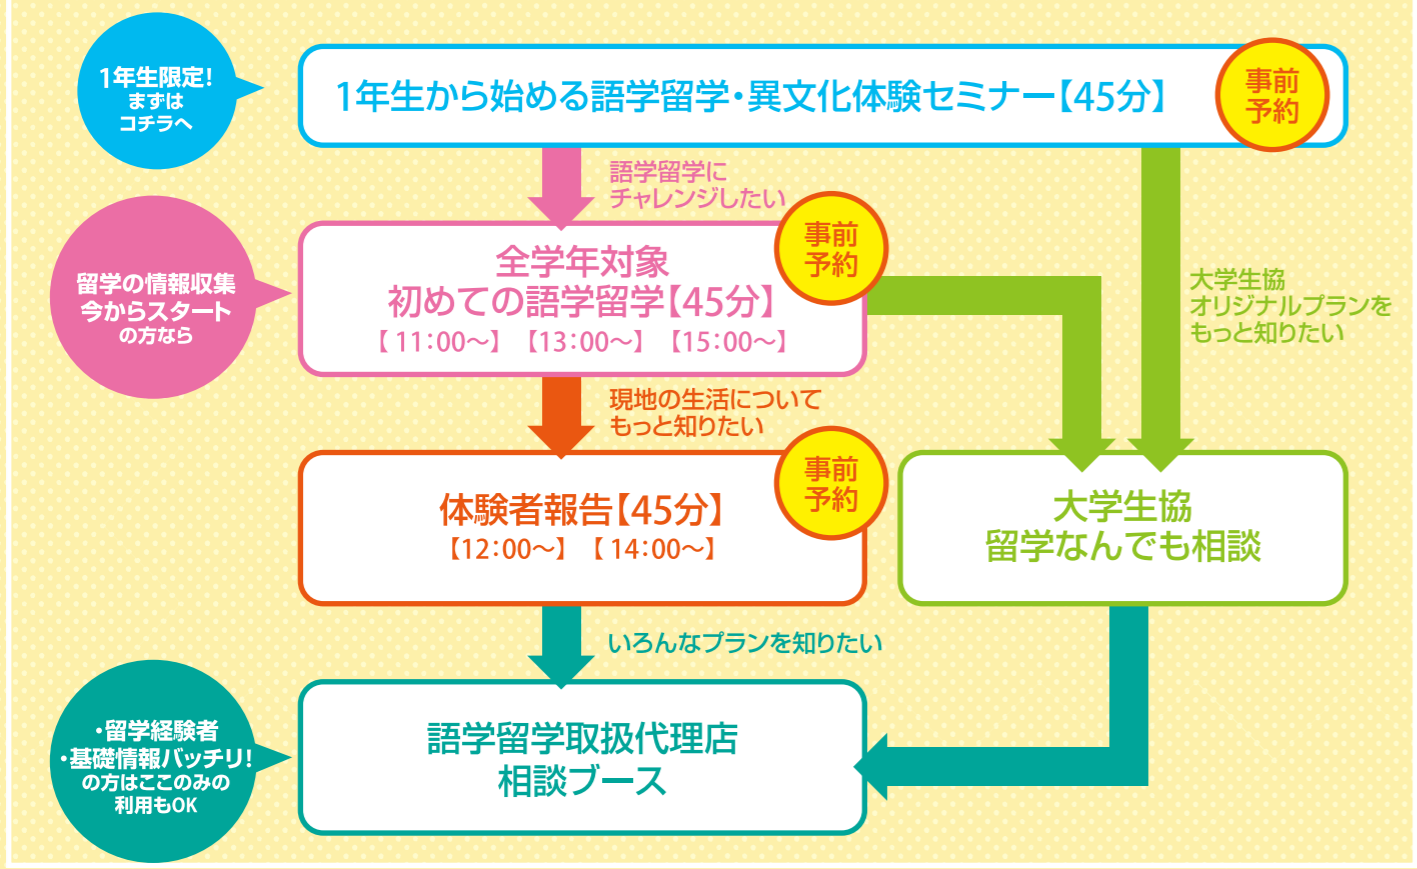 1年生限定!
まずは
コチラへ
1年生から始める語学留学・異文化体験セミナー【45分】
事前
予約
語学留学に
チャレンジしたい
留学の情報収集
今からスタート
の方なら
全学年対象
初めての語学留学【45分】
【 11:00〜】 【13:00〜】 【15:00〜】
事前
予約
大学生協
オリジナルプランを
もっと知りたい
現地の生活について
もっと知りたい
体験者報告【45分】
【12:00〜】 【 14:00〜】
事前
予約
大学生協
留学なんでも相談
いろんなプランを知りたい
・留学経験者
・基礎情報バッチリ!
の方はここのみの
利用もOK
語学留学取扱代理店
相談ブース